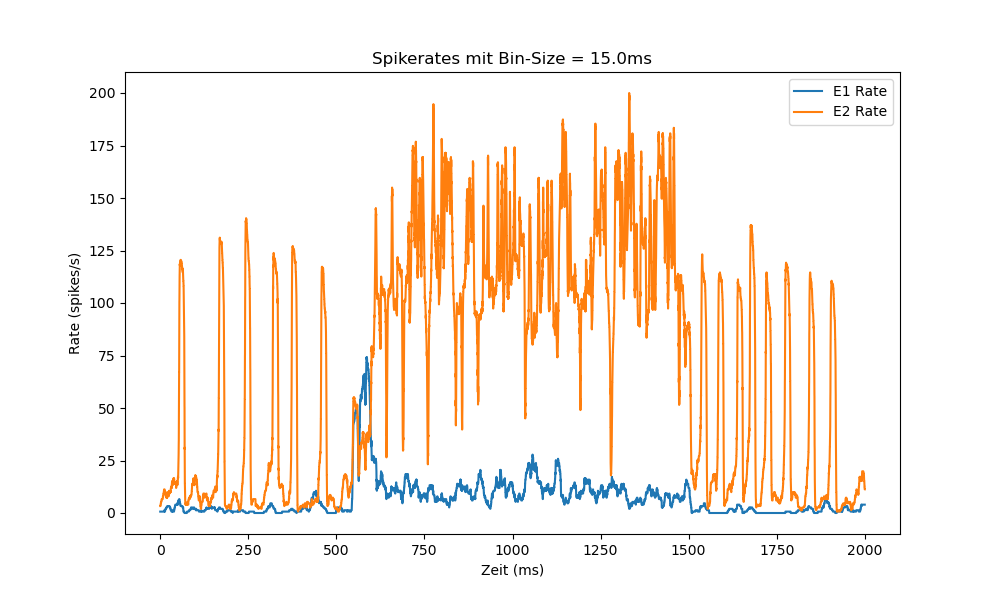 Spikerates mit Bin-Size = 15.0ms
E1 Rate
E2 Rate
200
175
150
125
100
75
50
25
0
Rate (spikes/s)
0 250 500 750 1000 1250 1500 1750 2000
Zeit (ms)